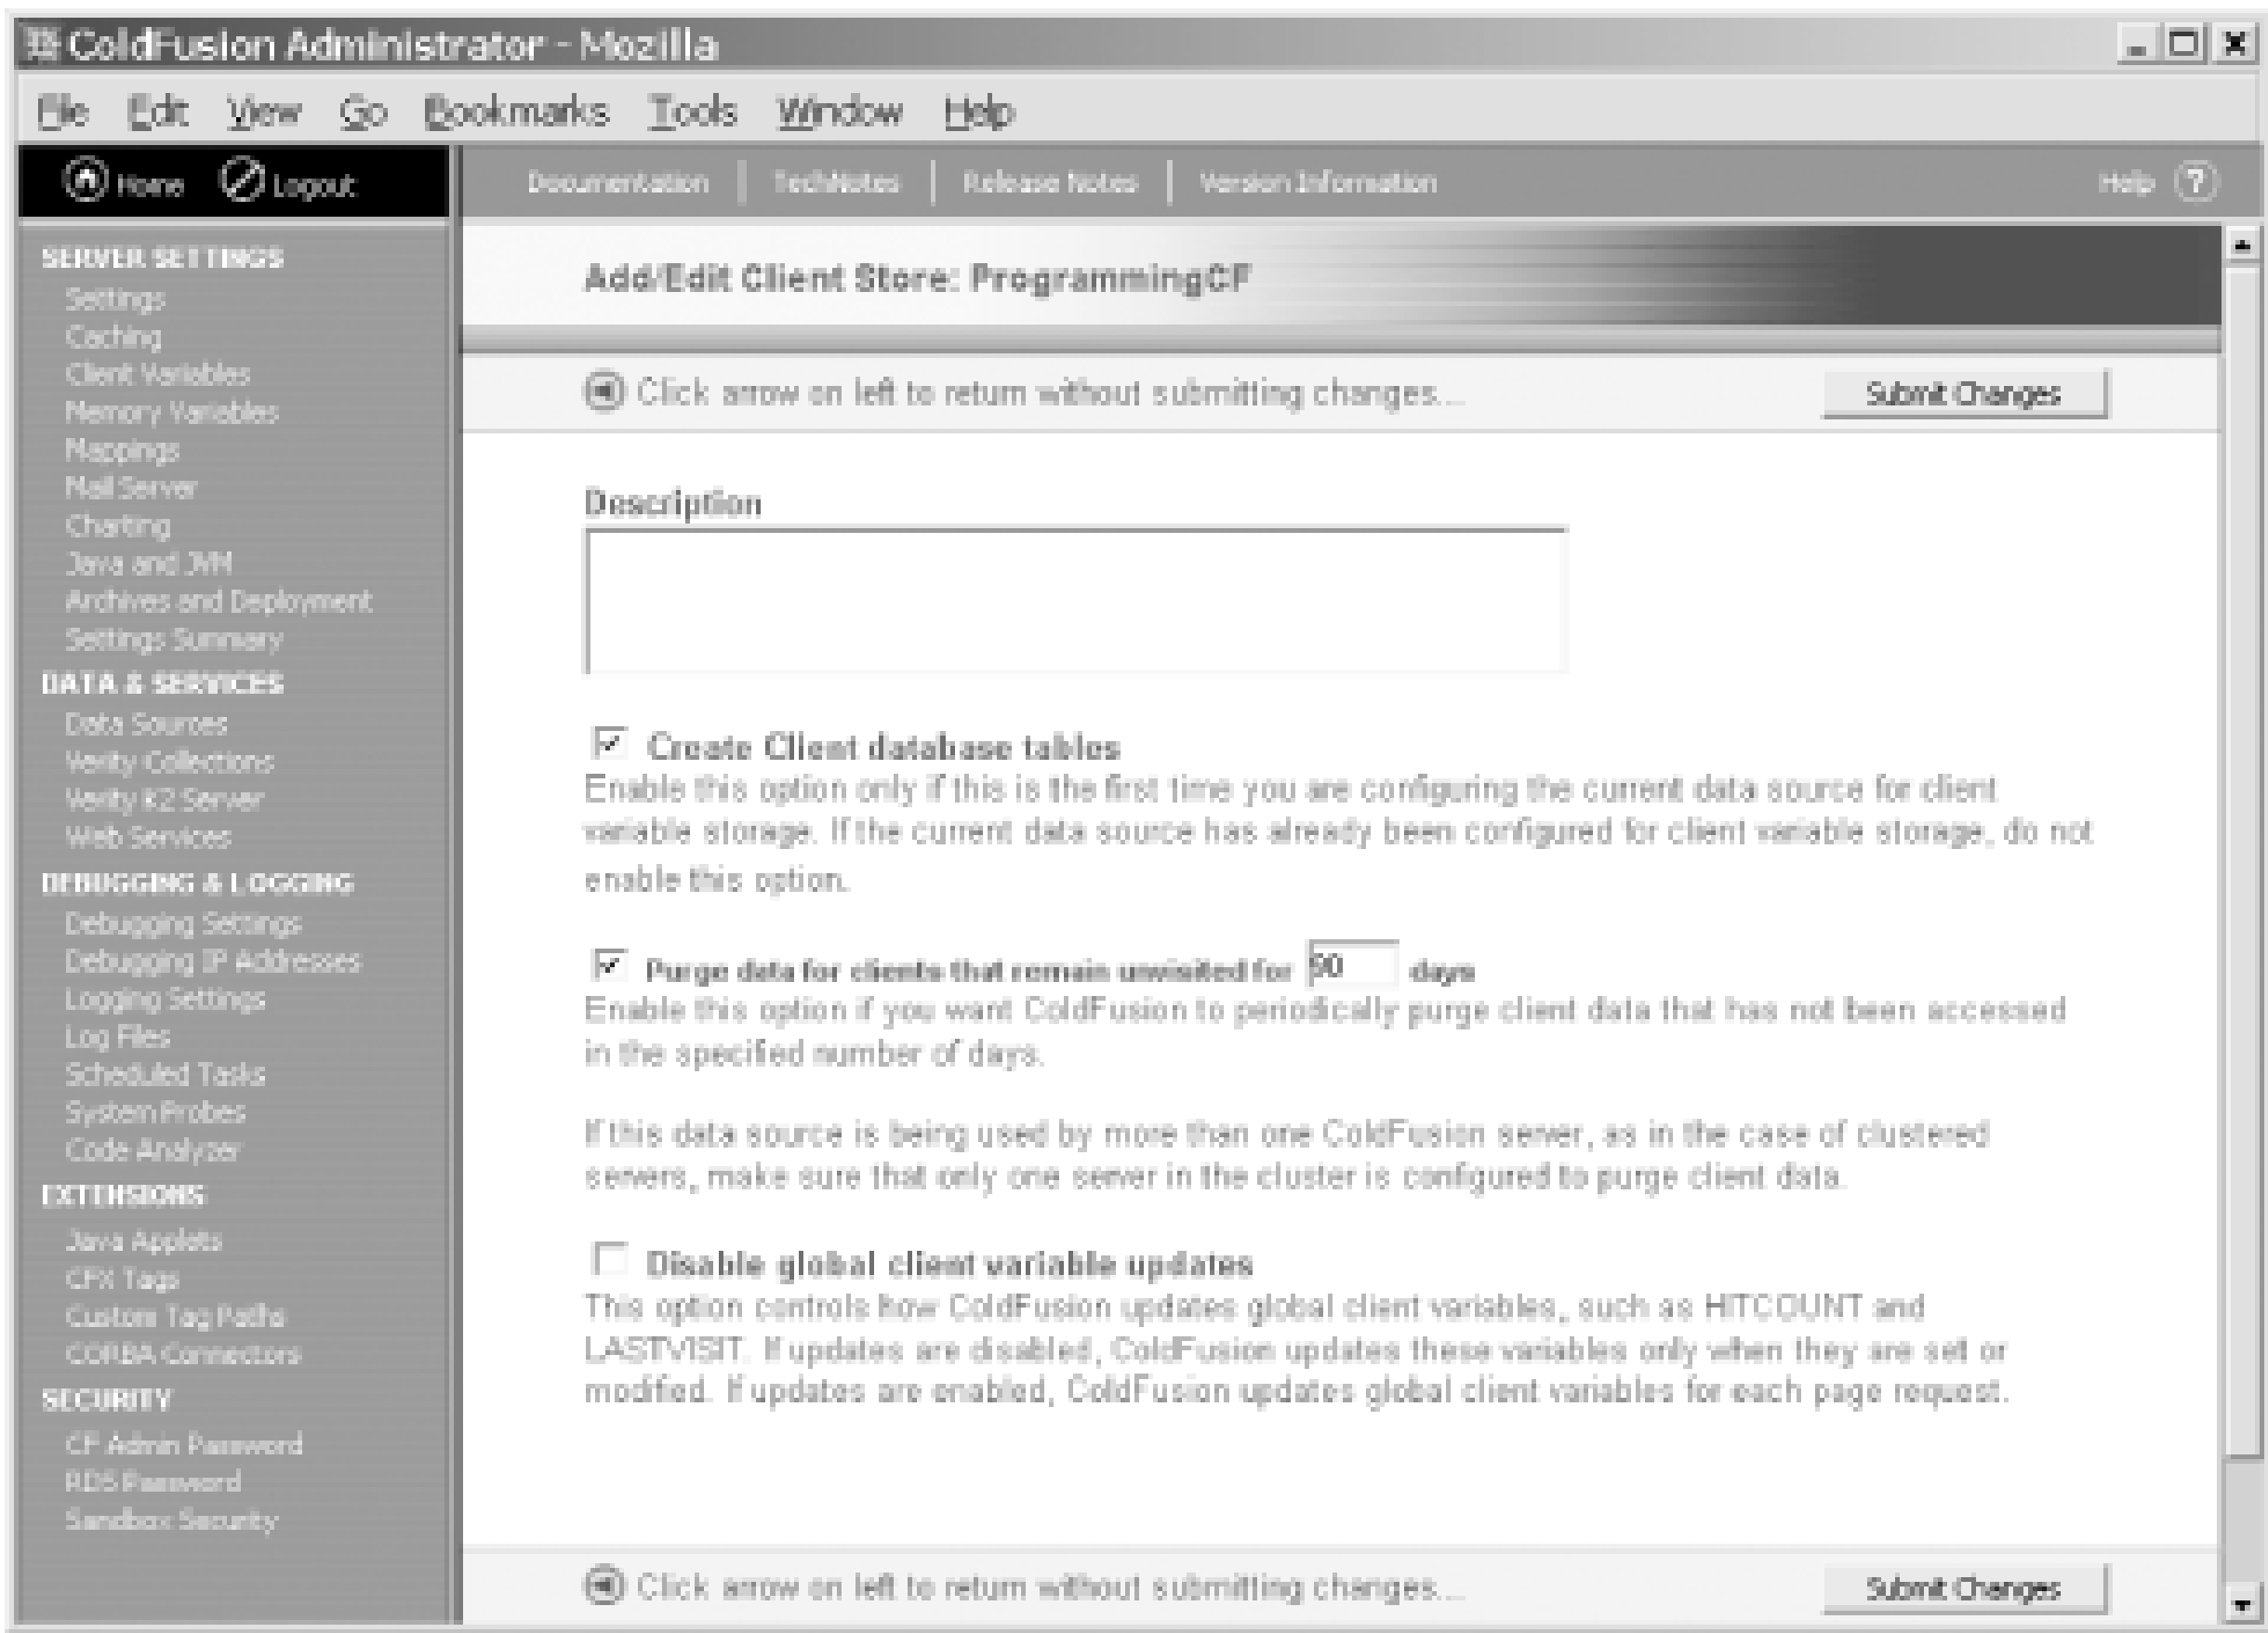 ColdFusion Administrator - Mozilla
File Edit View Go Bookmarks Tools Window Help
Home Logout
Documentation TechNotes Release Notes Version Information Help ?
SERVER SETTINGS
Settings
Caching
Client Variables
Memory Variables
Mappings
Mail Server
Charting
Java and JVM
Archives and Deployment
Settings Summary
DATA & SERVICES
Data Sources
Verity Collections
Verity K2 Server
Web Services
DEBUGGING & LOGGING
Debugging Settings
Debugging IP Addresses
Logging Settings
Log Files
Scheduled Tasks
System Probes
Code Analyzer
EXTENSIONS
Java Applets
CFX Tags
Custom Tag Paths
CORBA Connectors
SECURITY
CF Admin Password
RDS Password
Sandbox Security
Add/Edit Client Store: ProgrammingCF
Click arrow on left to return without submitting changes... Submit Changes
Description
Create Client database tables
Enable this option only if this is the first time you are configuring the current data source for client
variable storage. If the current data source has already been configured for client variable storage, do not
enable this option.
Purge data for clients that remain unvisited for 90 days
Enable this option if you want ColdFusion to periodically purge client data that has not been accessed
in the specified number of days.
If this data source is being used by more than one ColdFusion server, as in the case of clustered
servers, make sure that only one server in the cluster is configured to purge client data.
Disable global client variable updates
This option controls how ColdFusion updates global client variables, such as HITCOUNT and
LASTVISIT. If updates are disabled, ColdFusion updates these variables only when they are set or
modified. If updates are enabled, ColdFusion updates global client variables for each page request.
Click arrow on left to return without submitting changes... Submit Changes